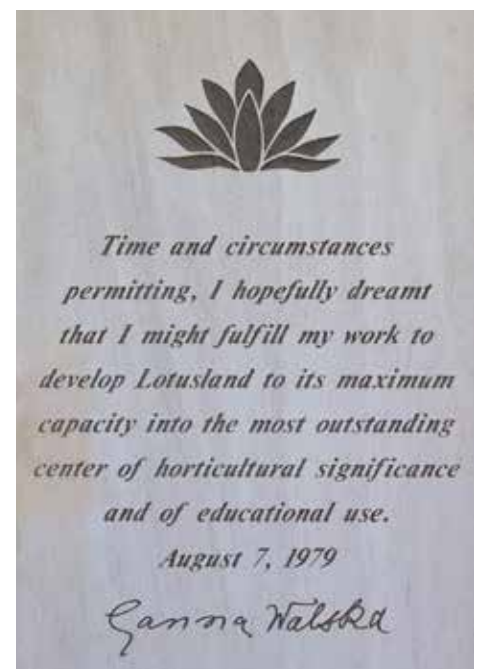 Time and circumstances
permitting, I hopefully dreamt
that I might fulfill my work to
develop Lotusland to its maximum
capacity into the most outstanding
center of horticultural significance
and of educational use.
August 7, 1979
Ganna Walska